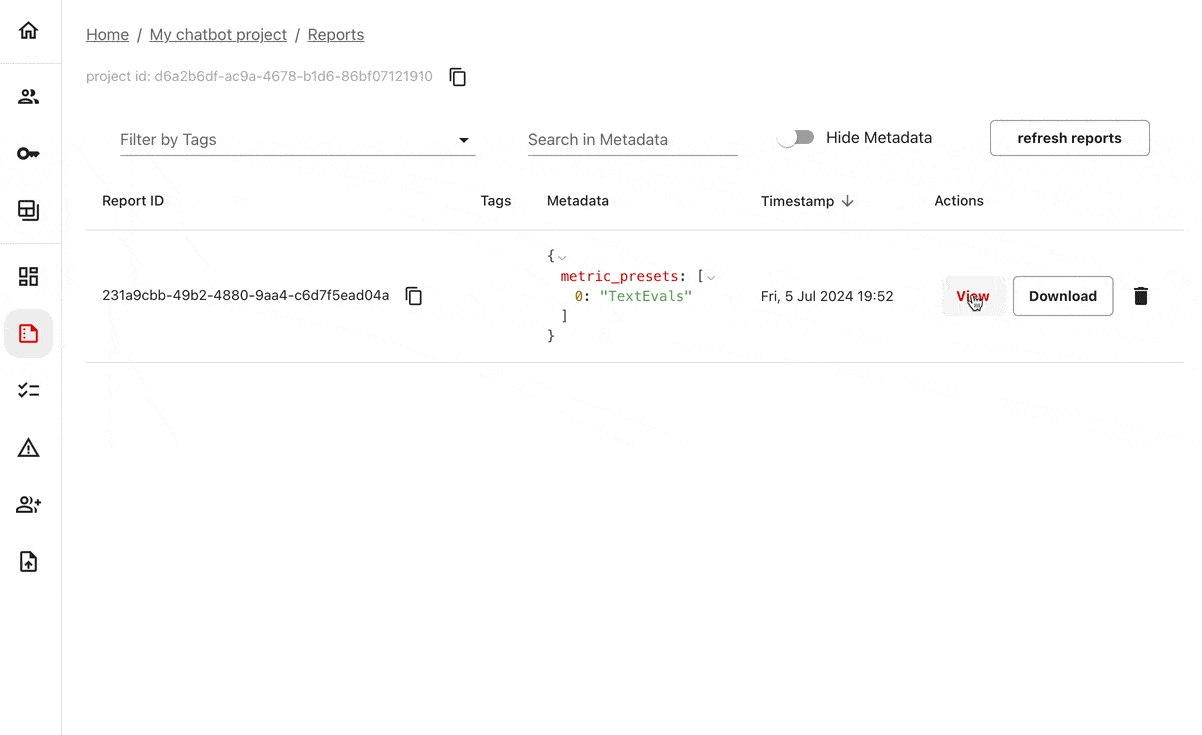 Home / My chatbot project / Reports
project id: d6a2b6df-ac9a-4678-b1d6-86bf07121910
Filter by Tags Search in Metadata Hide Metadata refresh reports
Report ID Tags Metadata Timestamp Actions
{
metric_presets: [
231a9cbb-49b2-4880-9aa4-c6d7f5ead04a 0: "TextEvals" Fri, 5 Jul 2024 19:52 View Download
]
}